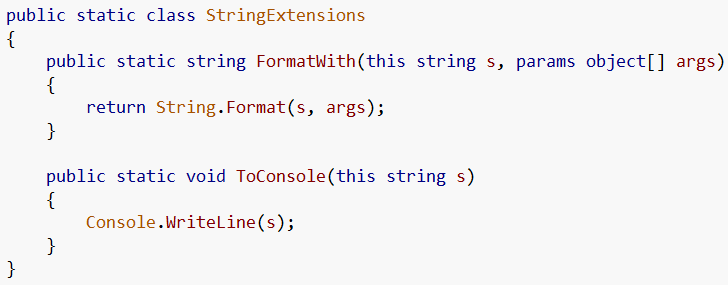 public static class StringExtensions
{
    public static string FormatWith(this string s, params object[] args)
    {
        return String.Format(s, args);
    }

    public static void ToConsole(this string s)
    {
        Console.WriteLine(s);
    }
}